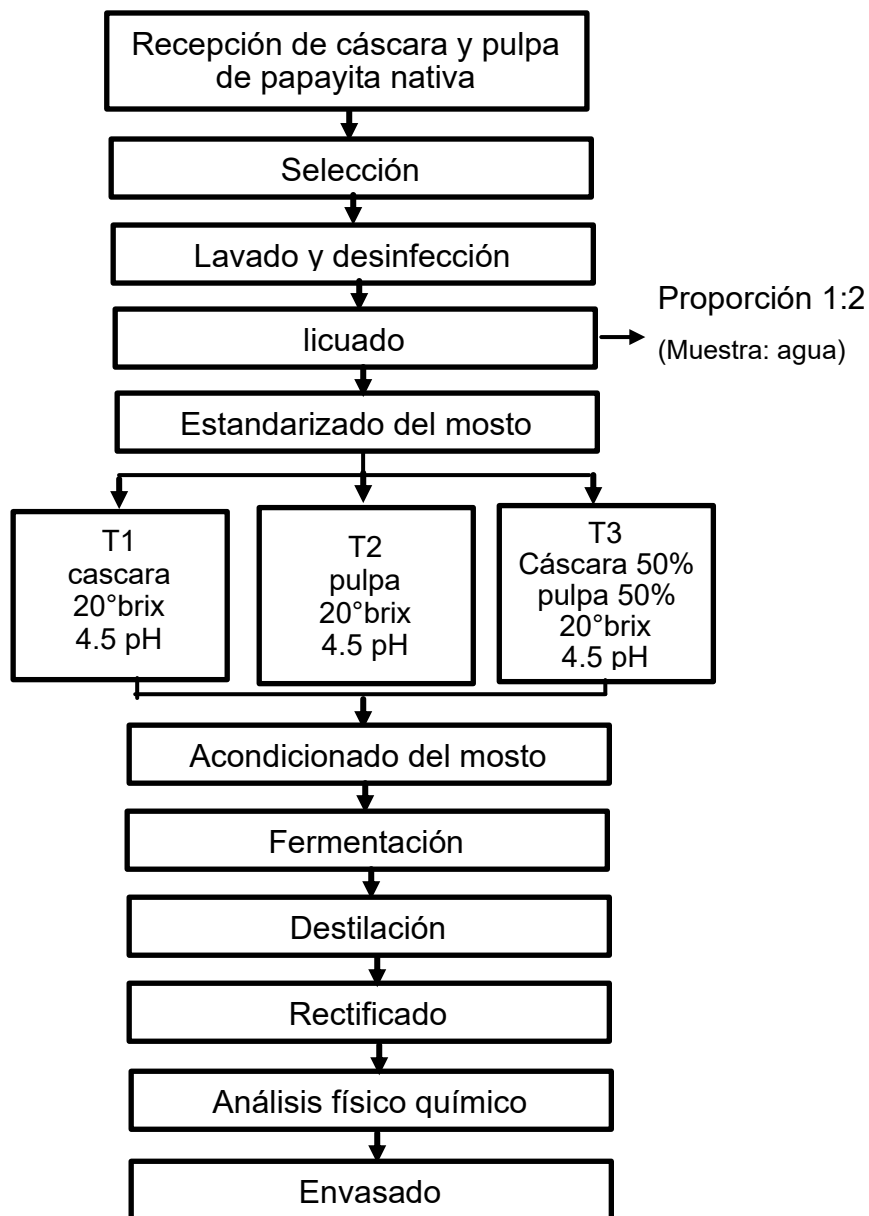 Recepción de cáscara y pulpa
de papayita nativa
Selección
Lavado y desinfección
licuado
Proporción 1:2
(Muestra: agua)
Estandarizado del mosto
T1
cascara
20°brix
4.5 pH
T2
pulpa
20°brix
4.5 pH
T3
Cáscara 50%
pulpa 50%
20°brix
4.5 pH
Acondicionado del mosto
Fermentación
Destilación
Rectificado
Análisis físico químico
Envasado